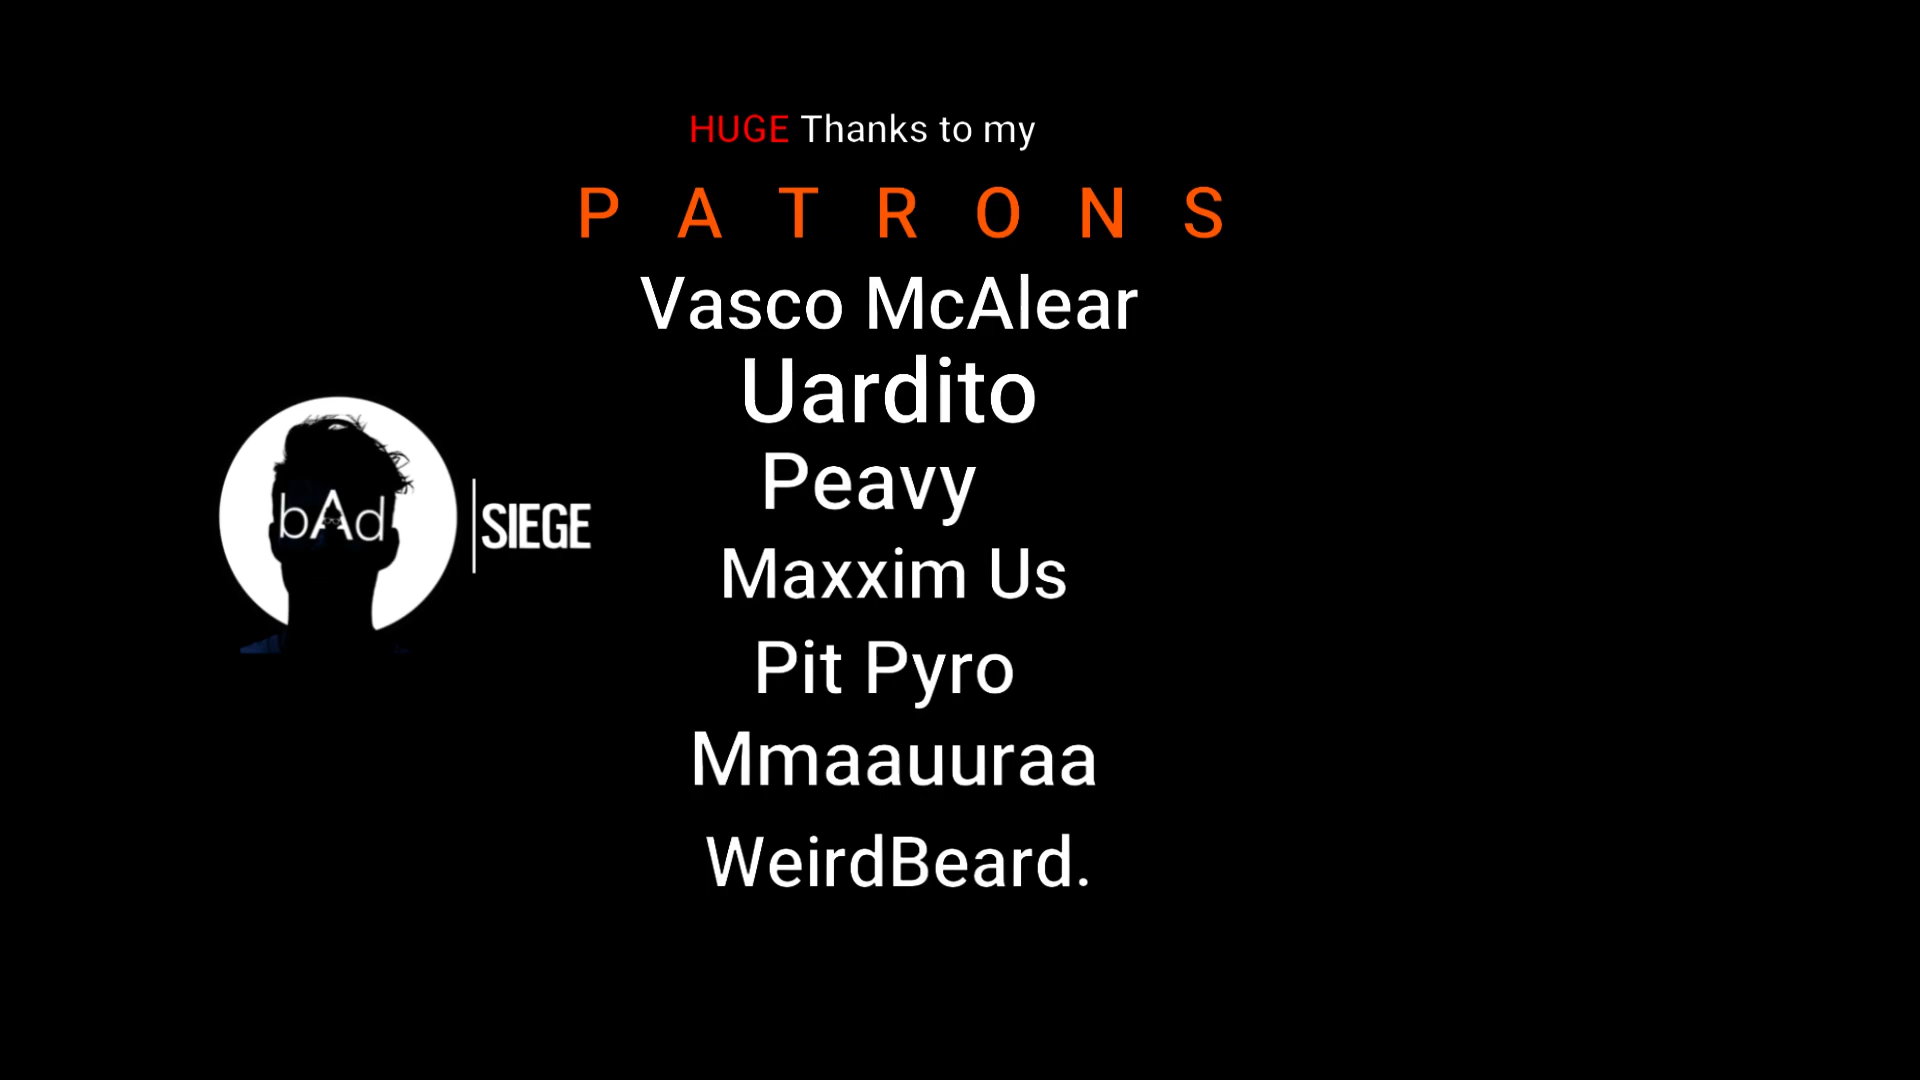 HUGE Thanks to my
P A T R O N S
Vasco McAlear
Uardito
Peavy
bAd
SIEGE
Maxxim Us
Pit Pyro
Mmaauuraa
WeirdBeard.